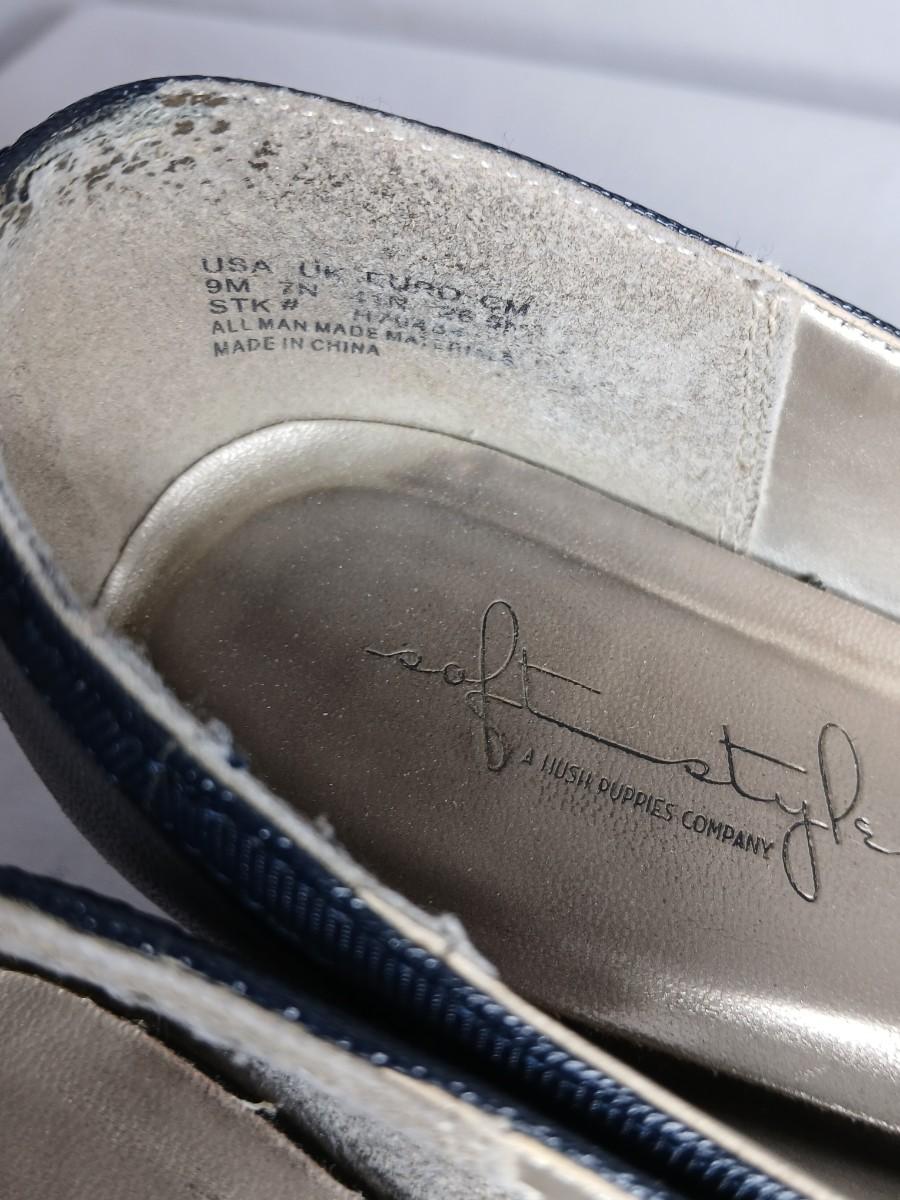 USA UK EURO CM
9M 7N
STK #
ALL MAN MADE MATERIALS
MADE IN CHINA
soft style
A HUSH PUPPIES COMPANY